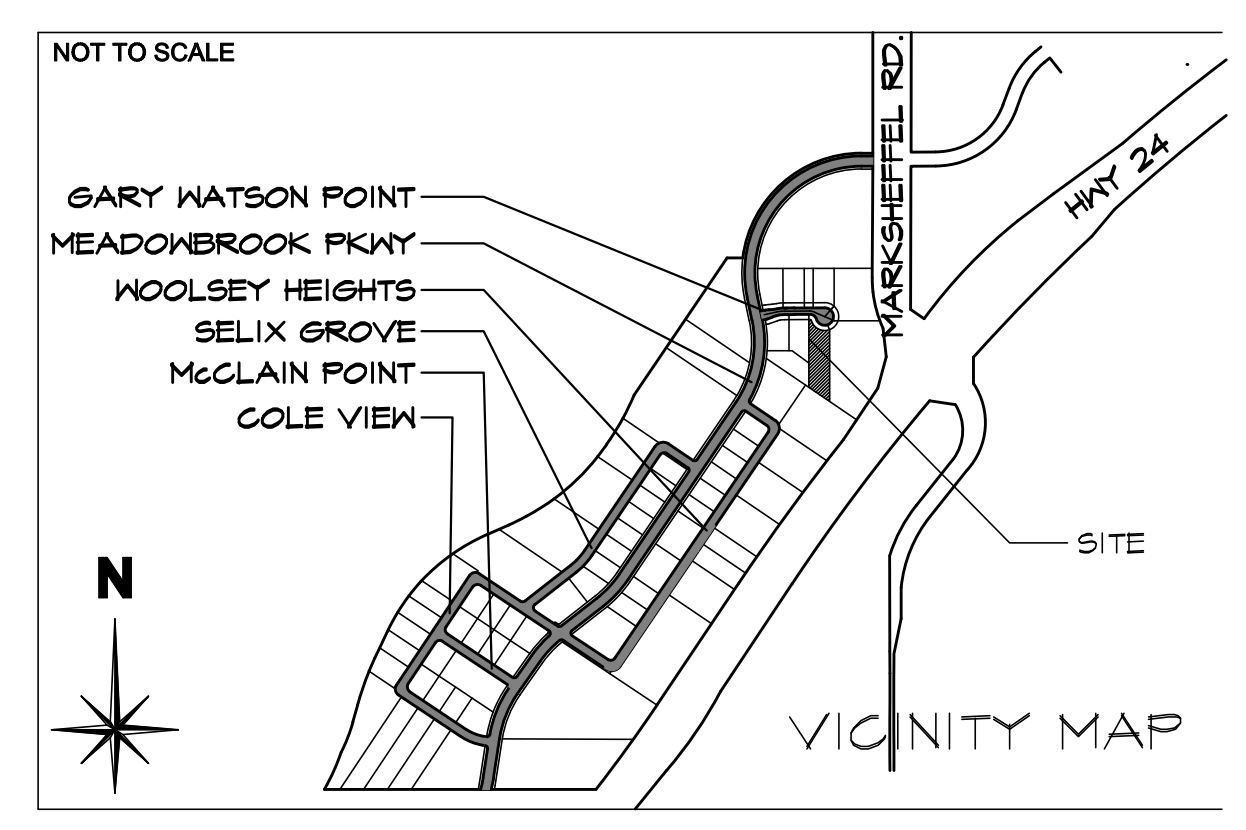 NOT TO SCALE
MARKSHEFFEL RD.
HWY 24
GARY WATSON POINT
MEADOWBROOK PKWY
WOOLSEY HEIGHTS
SELIX GROVE
McCLAIN POINT
COLE VIEW
SITE
N
VICINITY MAP